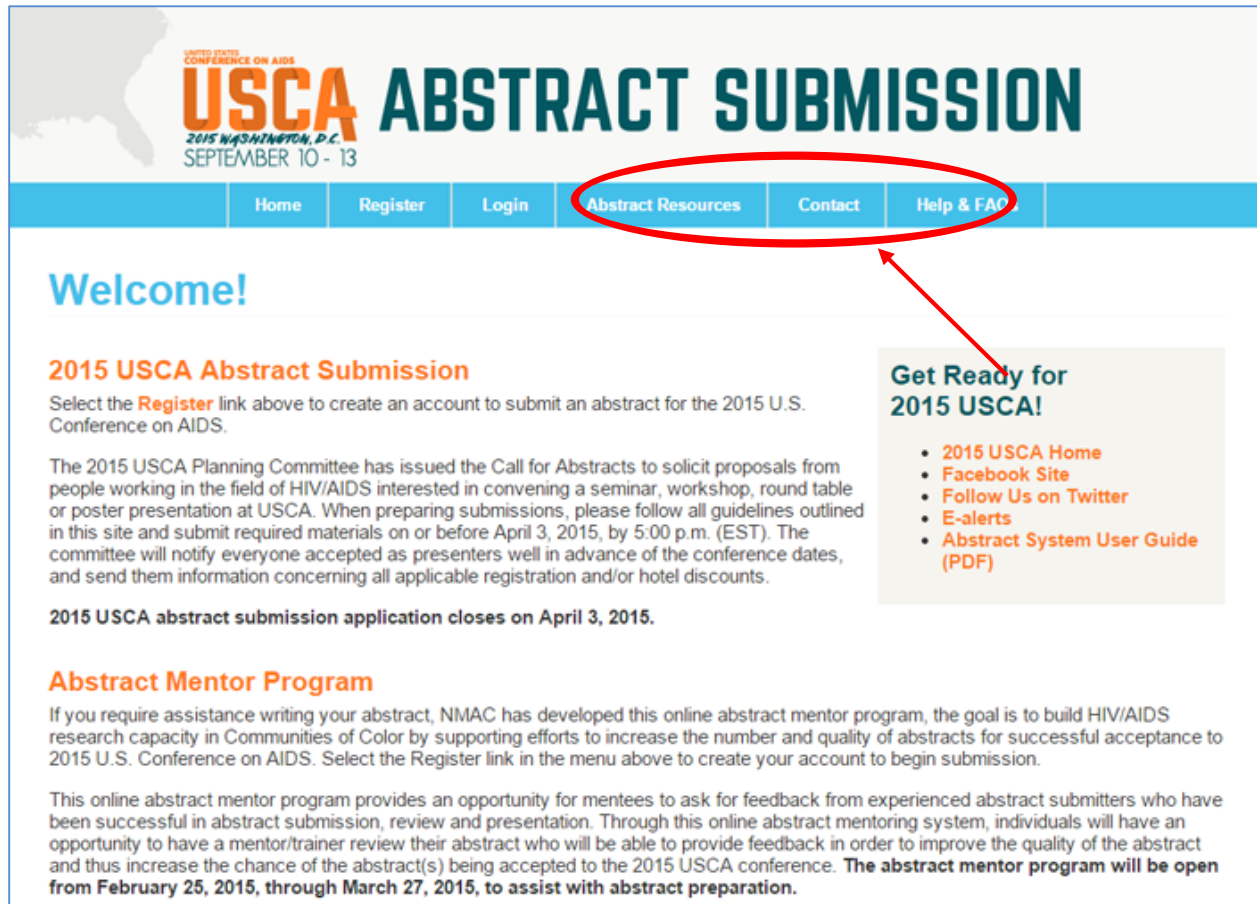 UNITED STATES
CONFERENCE ON AIDS
USCA ABSTRACT SUBMISSION
2015 WASHINGTON, D.C.
SEPTEMBER 10 - 13
Home Register Login Abstract Resources Contact Help & FAQs
Welcome!
2015 USCA Abstract Submission
Select the Register link above to create an account to submit an abstract for the 2015 U.S.
Conference on AIDS.
The 2015 USCA Planning Committee has issued the Call for Abstracts to solicit proposals from
people working in the field of HIV/AIDS interested in convening a seminar, workshop, round table
or poster presentation at USCA. When preparing submissions, please follow all guidelines outlined
in this site and submit required materials on or before April 3, 2015, by 5:00 p.m. (EST). The
committee will notify everyone accepted as presenters well in advance of the conference dates,
and send them information concerning all applicable registration and/or hotel discounts.
2015 USCA abstract submission application closes on April 3, 2015.
Get Ready for
2015 USCA!
• 2015 USCA Home
• Facebook Site
• Follow Us on Twitter
• E-alerts
• Abstract System User Guide
(PDF)
Abstract Mentor Program
If you require assistance writing your abstract, NMAC has developed this online abstract mentor program, the goal is to build HIV/AIDS
research capacity in Communities of Color by supporting efforts to increase the number and quality of abstracts for successful acceptance to
2015 U.S. Conference on AIDS. Select the Register link in the menu above to create your account to begin submission.
This online abstract mentor program provides an opportunity for mentees to ask for feedback from experienced abstract submitters who have
been successful in abstract submission, review and presentation. Through this online abstract mentoring system, individuals will have an
opportunity to have a mentor/trainer review their abstract who will be able to provide feedback in order to improve the quality of the abstract
and thus increase the chance of the abstract(s) being accepted to the 2015 USCA conference. The abstract mentor program will be open
from February 25, 2015, through March 27, 2015, to assist with abstract preparation.